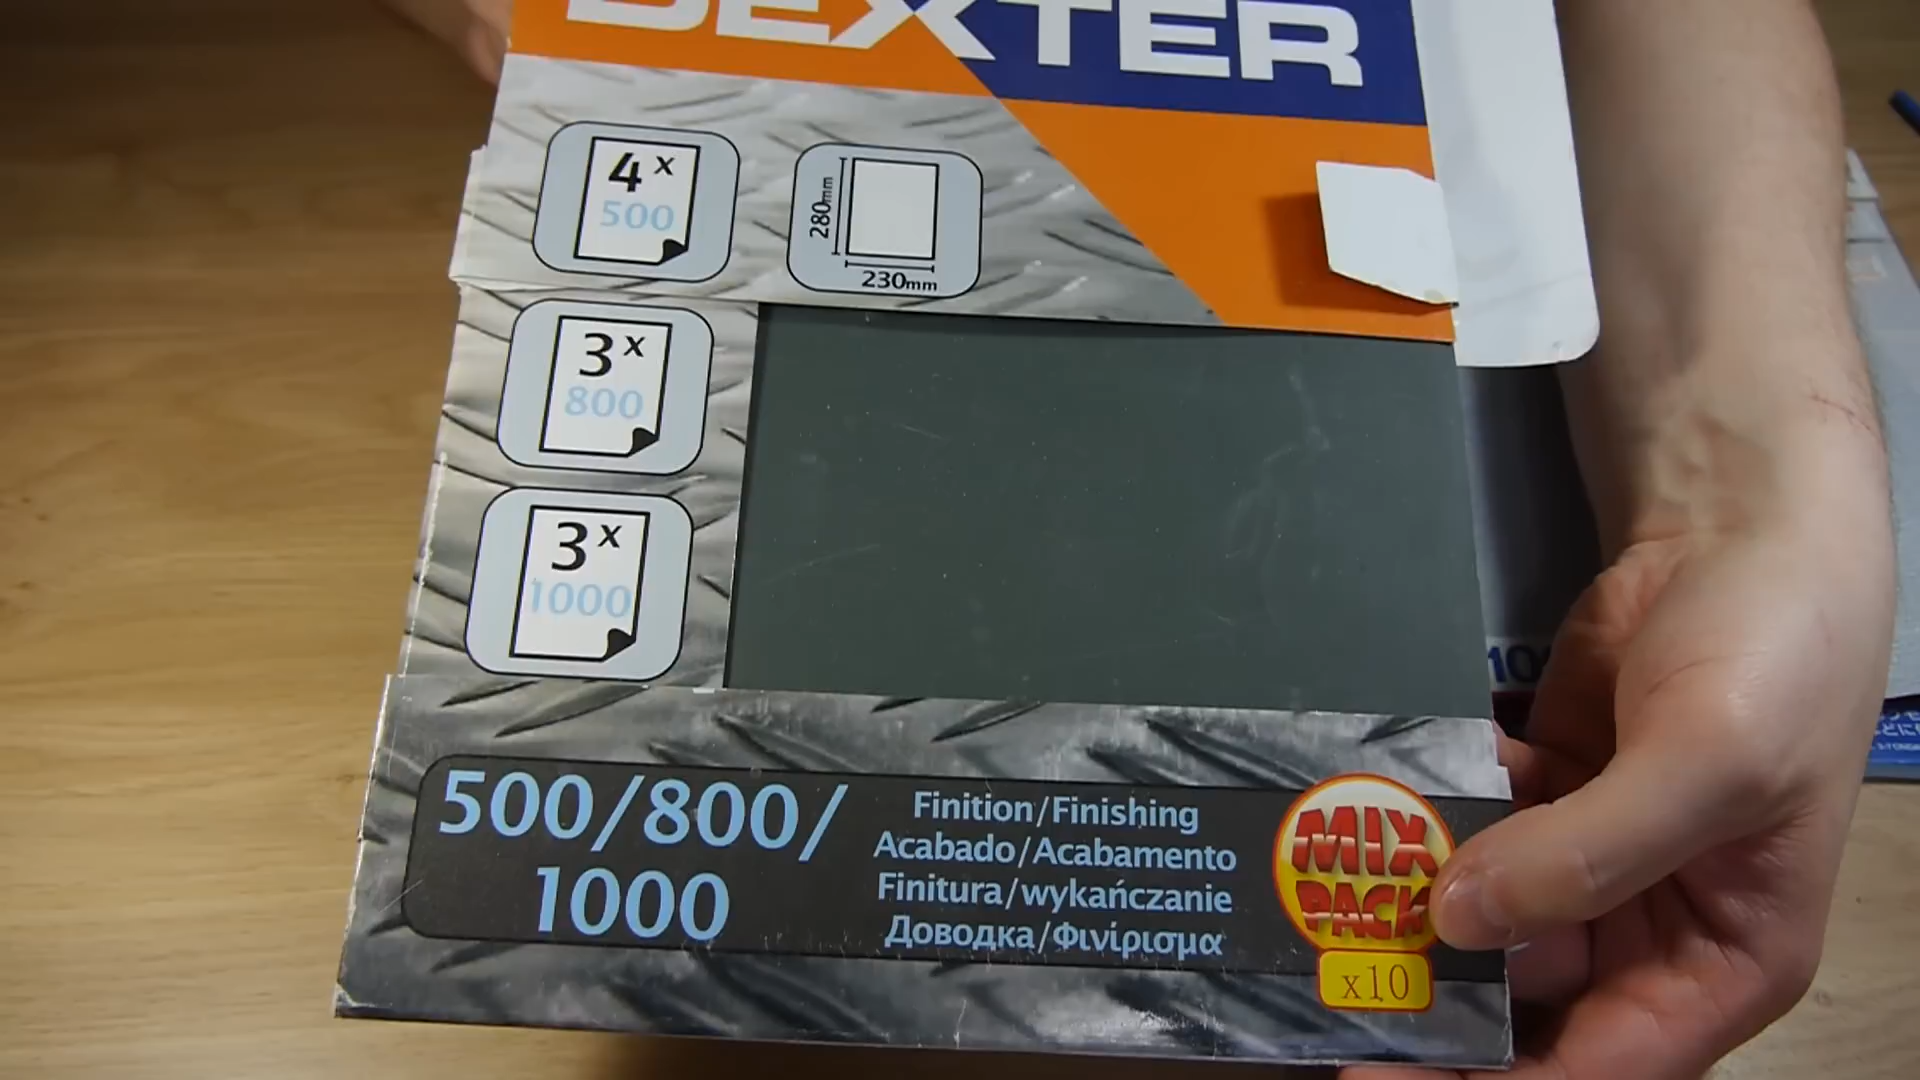 DEXTER
4x
500
280mm
230mm
3x
800
3x
1000
500/800/
1000
Finition/Finishing
Acabado/Acabamento
Finitura/wykańczanie
Доводка/Φινίρισμα
MIX
PACK
x10